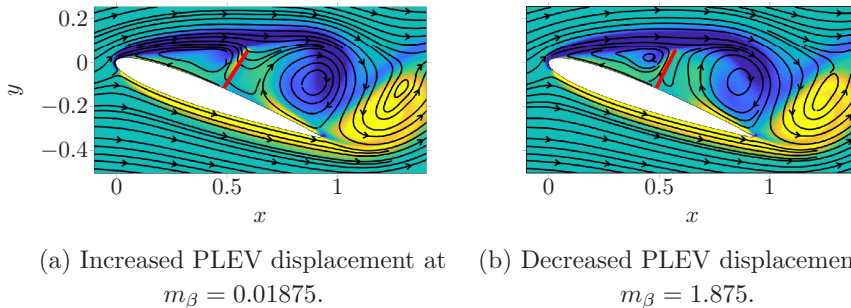 0.2
0
−0.2
−0.4
y
0
0.5
1
x
0
0.5
1
x
(a) Increased PLEV displacement at
m_β = 0.01875.
(b) Decreased PLEV
m_β = 1.875.